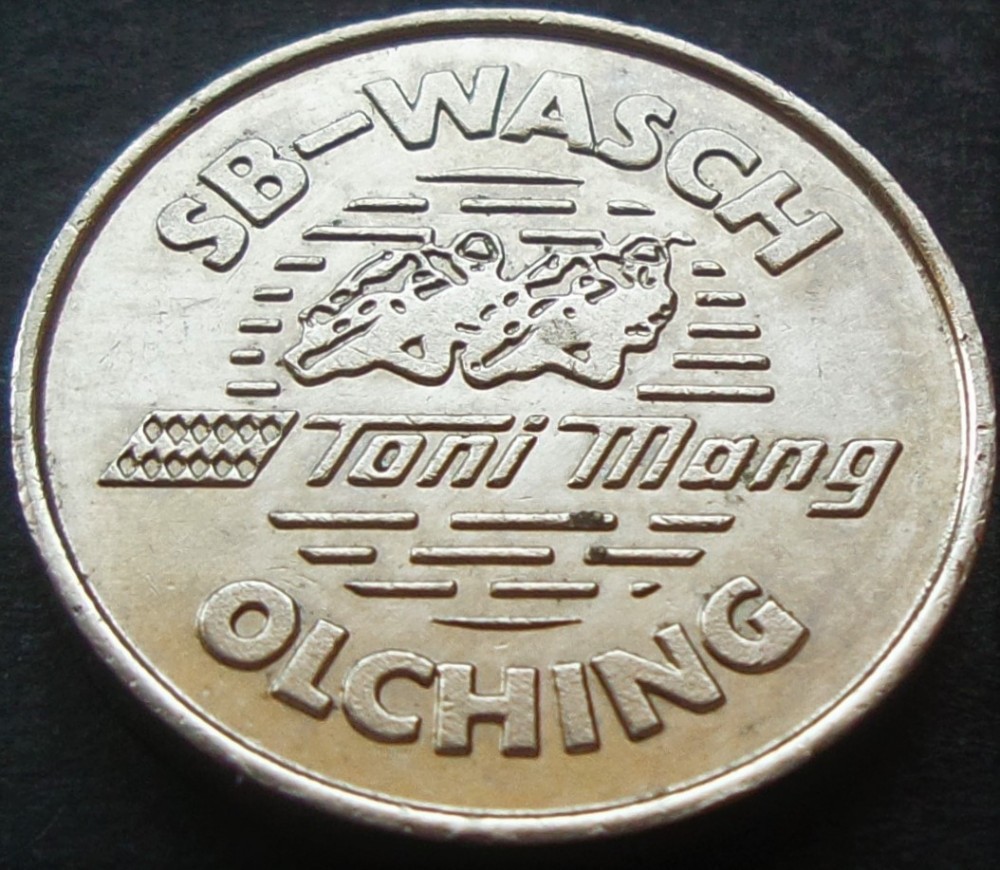 SB-WASCH
Toni Mang
OLCHING